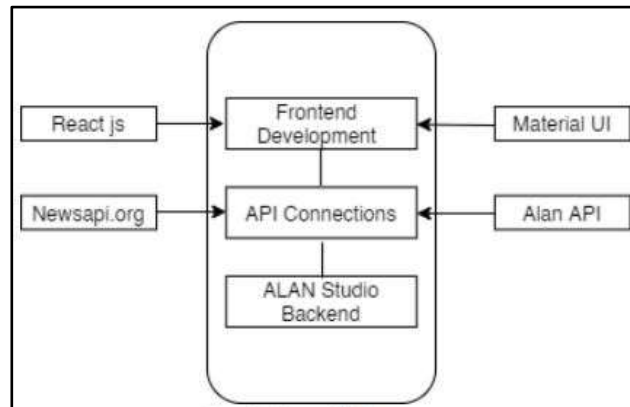 React js
Frontend
Development
Material UI
Newsapi.org
API Connections
Alan API
ALAN Studio
Backend